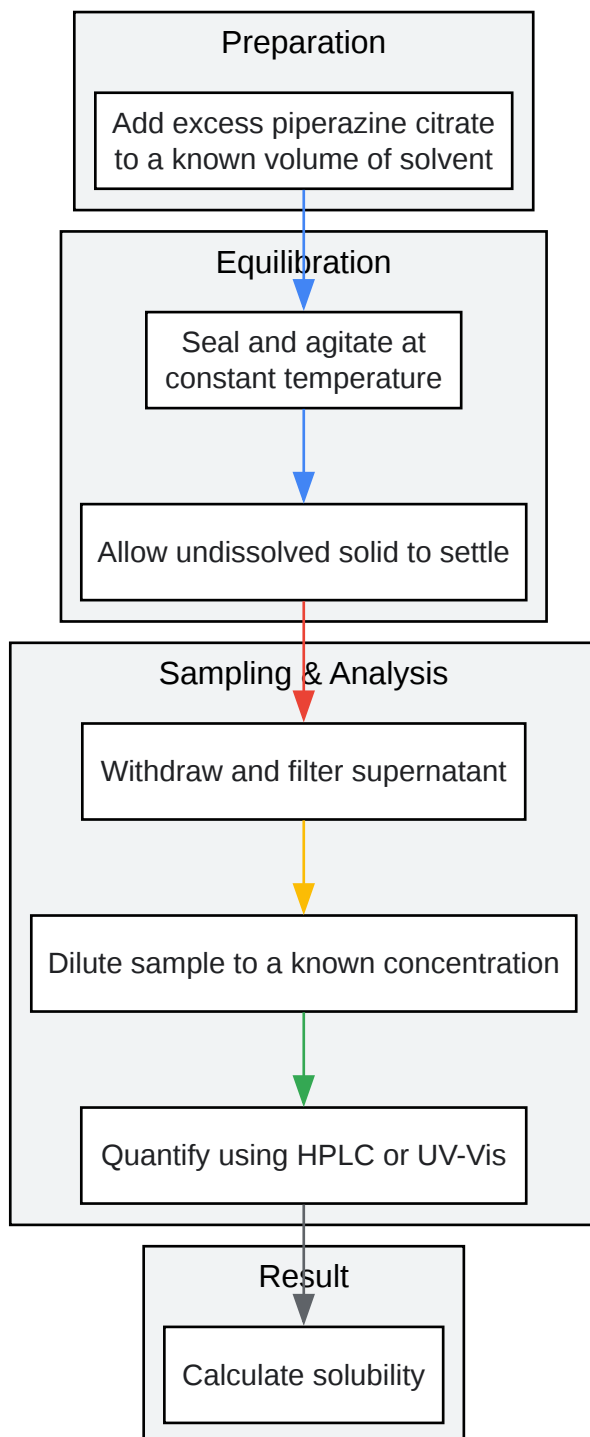 Preparation
Add excess piperazine citrate
to a known volume of solvent
Equilibration
Seal and agitate at
constant temperature
Allow undissolved solid to settle
Sampling & Analysis
Withdraw and filter supernatant
Dilute sample to a known concentration
Quantify using HPLC or UV-Vis
Result
Calculate solubility